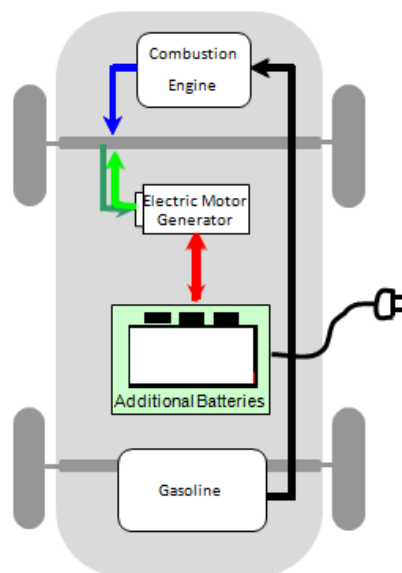 Combustion
Engine
Electric Motor
Generator
Additional Batteries
Gasoline